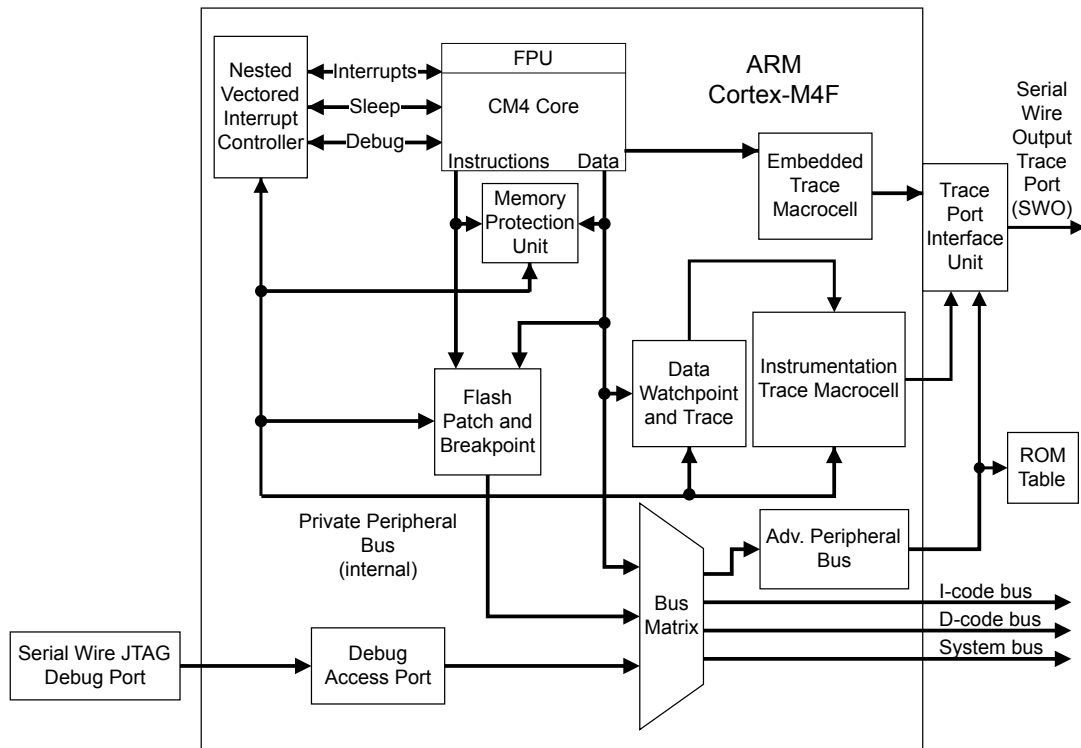 FPU
ARM
Cortex-M4F
Nested
Vectored
Interrupt
Controller
Interrupts
Sleep
Debug
CM4 Core
Instructions
Data
Serial
Wire
Output
Trace
Port
(SWO)
Embedded
Trace
Macrocell
Trace
Port
Interface
Unit
Memory
Protection
Unit
Flash
Patch and
Breakpoint
Data
Watchpoint
and Trace
Instrumentation
Trace Macrocell
ROM
Table
Private Peripheral
Bus
(internal)
Adv. Peripheral
Bus
Bus
Matrix
I-code bus
D-code bus
System bus
Serial Wire JTAG
Debug Port
Debug
Access Port